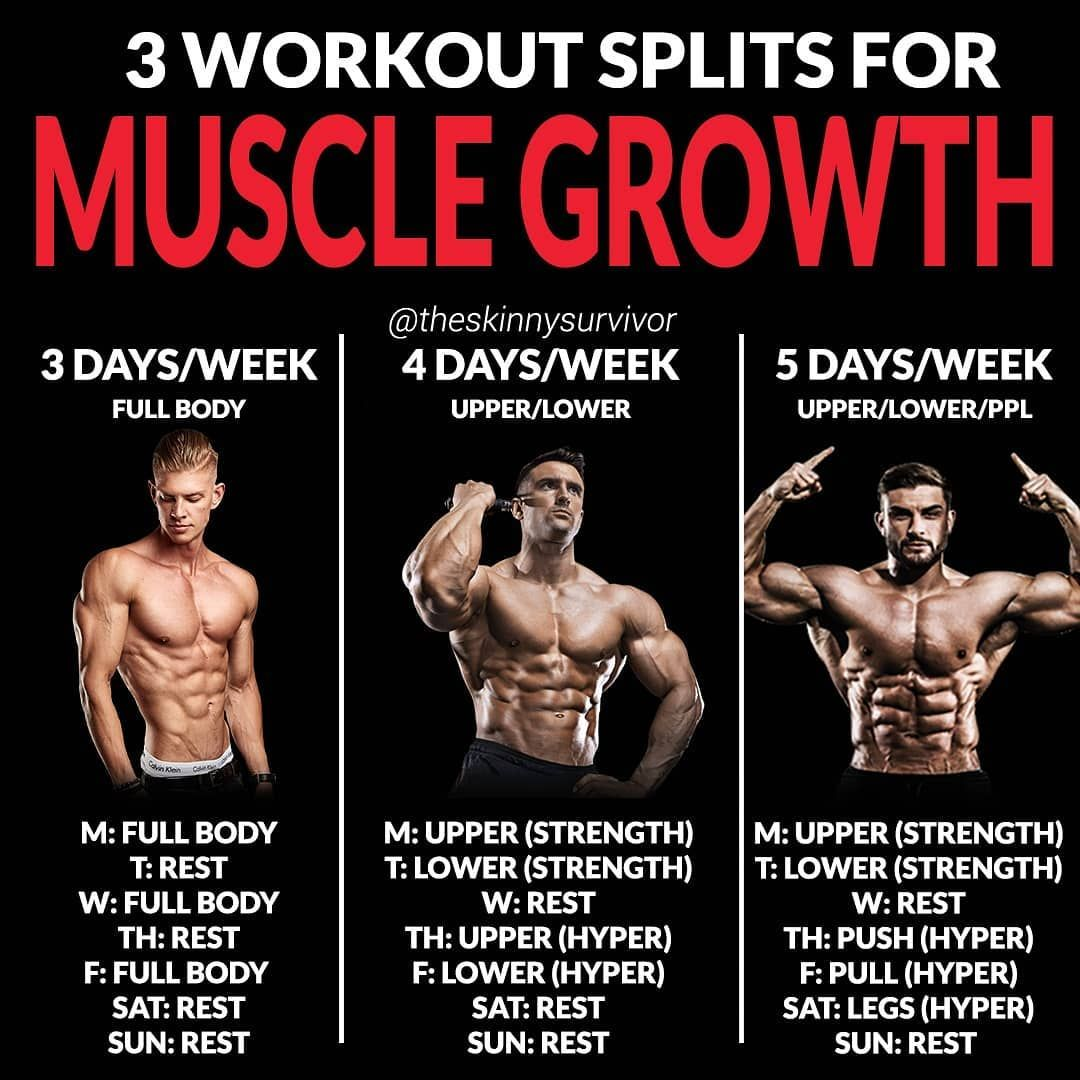 3 WORKOUT SPLITS FOR
MUSCLE GROWTH
@theskinnysurvivor
3 DAYS/WEEK
FULL BODY
Calvin Klein Calvin Klein
M: FULL BODY
T: REST
W: FULL BODY
TH: REST
F: FULL BODY
SAT: REST
SUN: REST
4 DAYS/WEEK
UPPER/LOWER
M: UPPER (STRENGTH)
T: LOWER (STRENGTH)
W: REST
TH: UPPER (HYPER)
F: LOWER (HYPER)
SAT: REST
SUN: REST
5 DAYS/WEEK
UPPER/LOWER/PPL
M: UPPER (STRENGTH)
T: LOWER (STRENGTH)
W: REST
TH: PUSH (HYPER)
F: PULL (HYPER)
SAT: LEGS (HYPER)
SUN: REST